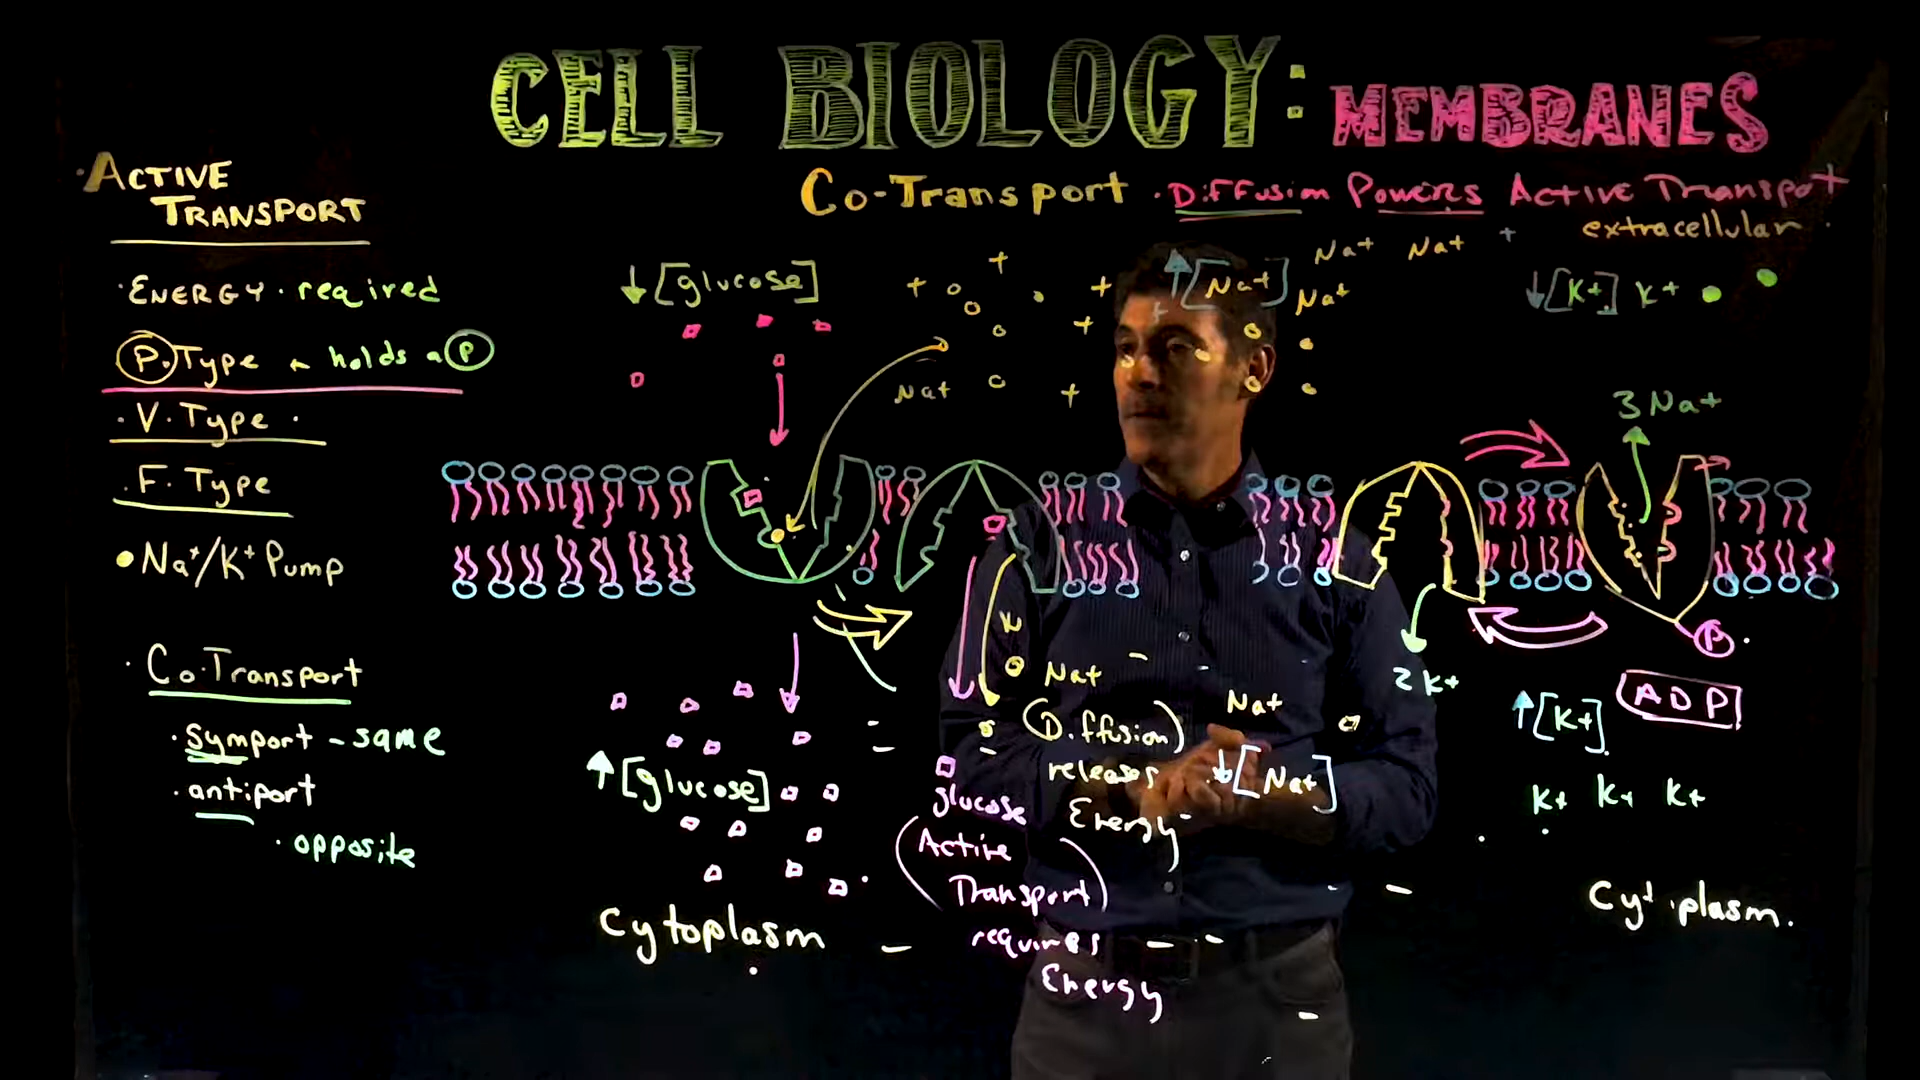 CELL BIOLOGY: MEMBRANES
· ACTIVE
TRANSPORT
· ENERGY · required
P. Type holds a P
· V. Type ·
· F. Type
• Na+/K+ Pump
· Co. Transport
· symport - same
· antiport
· opposite
Co-Transport · Diffusion Powers Active Transport
extracellular ·
↓ [glucose]
+ + + + +
Na+
↑ [Na+]
Na+ Na+ +
Na+
↓ [K+] K+
3 Na+
2 K+
P
ADP
↑ [K+]
K+ K+ K+
Cyt .plasm.
Na+
Na+
(Diffusion)
releases
Energy
↓ [Na+]
↑ [glucose]
glucose
(Active
Transport)
requires
Energy
Cytoplasm